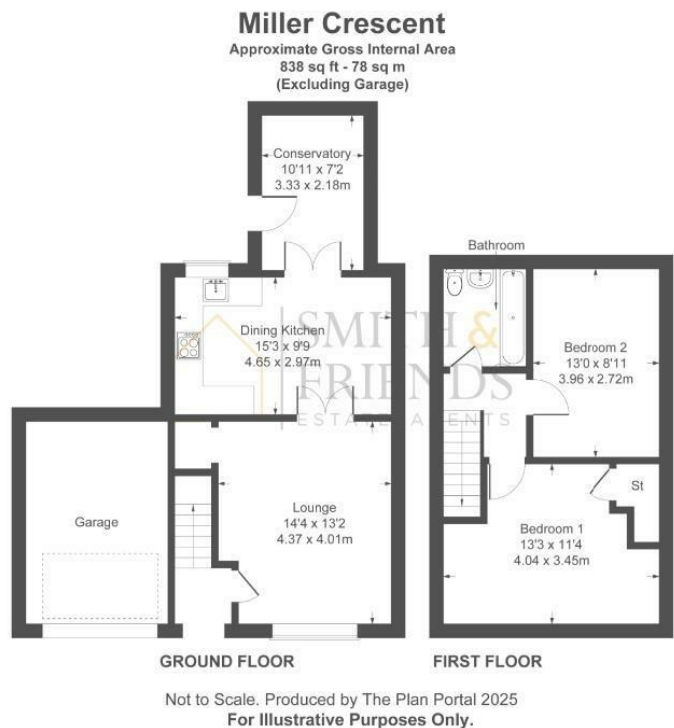 Miller Crescent
Approximate Gross Internal Area
838 sq ft - 78 sq m
(Excluding Garage)
Conservatory
10'11 x 7'2
3.33 x 2.18m
Bathroom
Dining Kitchen
15'3 x 9'9
4.65 x 2.97m
SMITH &
FRIENDS
ESTATE AGENTS
Bedroom 2
13'0 x 8'11
3.96 x 2.72m
St
Garage
Lounge
14'4 x 13'2
4.37 x 4.01m
Bedroom 1
13'3 x 11'4
4.04 x 3.45m
GROUND FLOOR
FIRST FLOOR
Not to Scale. Produced by The Plan Portal 2025
For Illustrative Purposes Only.